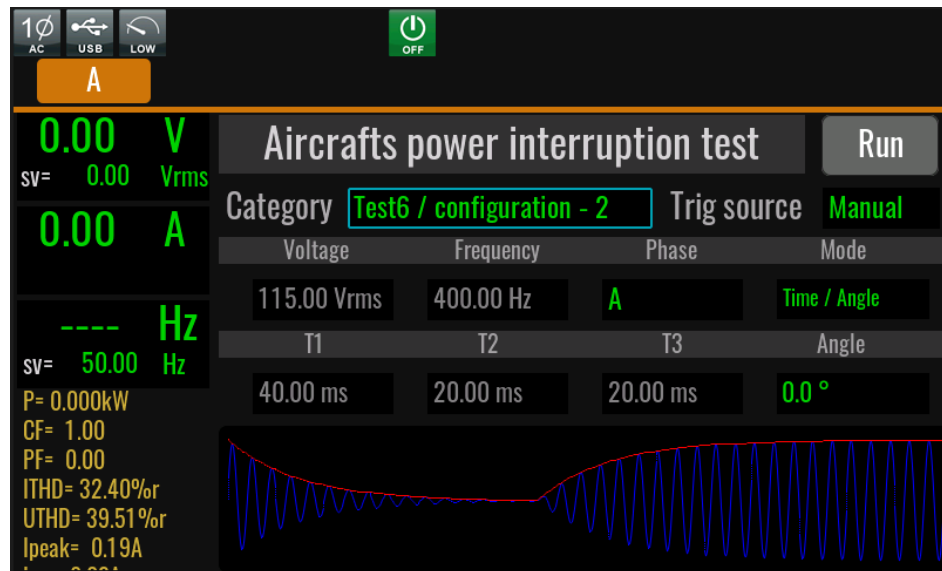 1Ø
AC
USB
LOW
OFF
A
0.00 V
sv= 0.00 Vrms
0.00 A
---- Hz
sv= 50.00 Hz
P= 0.000kW
CF= 1.00
PF= 0.00
ITHD= 32.40%r
UTHD= 39.51%r
Ipeak= 0.19A
Aircrafts power interruption test
Run
Category Test6 / configuration - 2 Trig source Manual
Voltage Frequency Phase Mode
115.00 Vrms 400.00 Hz A Time / Angle
T1 T2 T3 Angle
40.00 ms 20.00 ms 20.00 ms 0.0 °